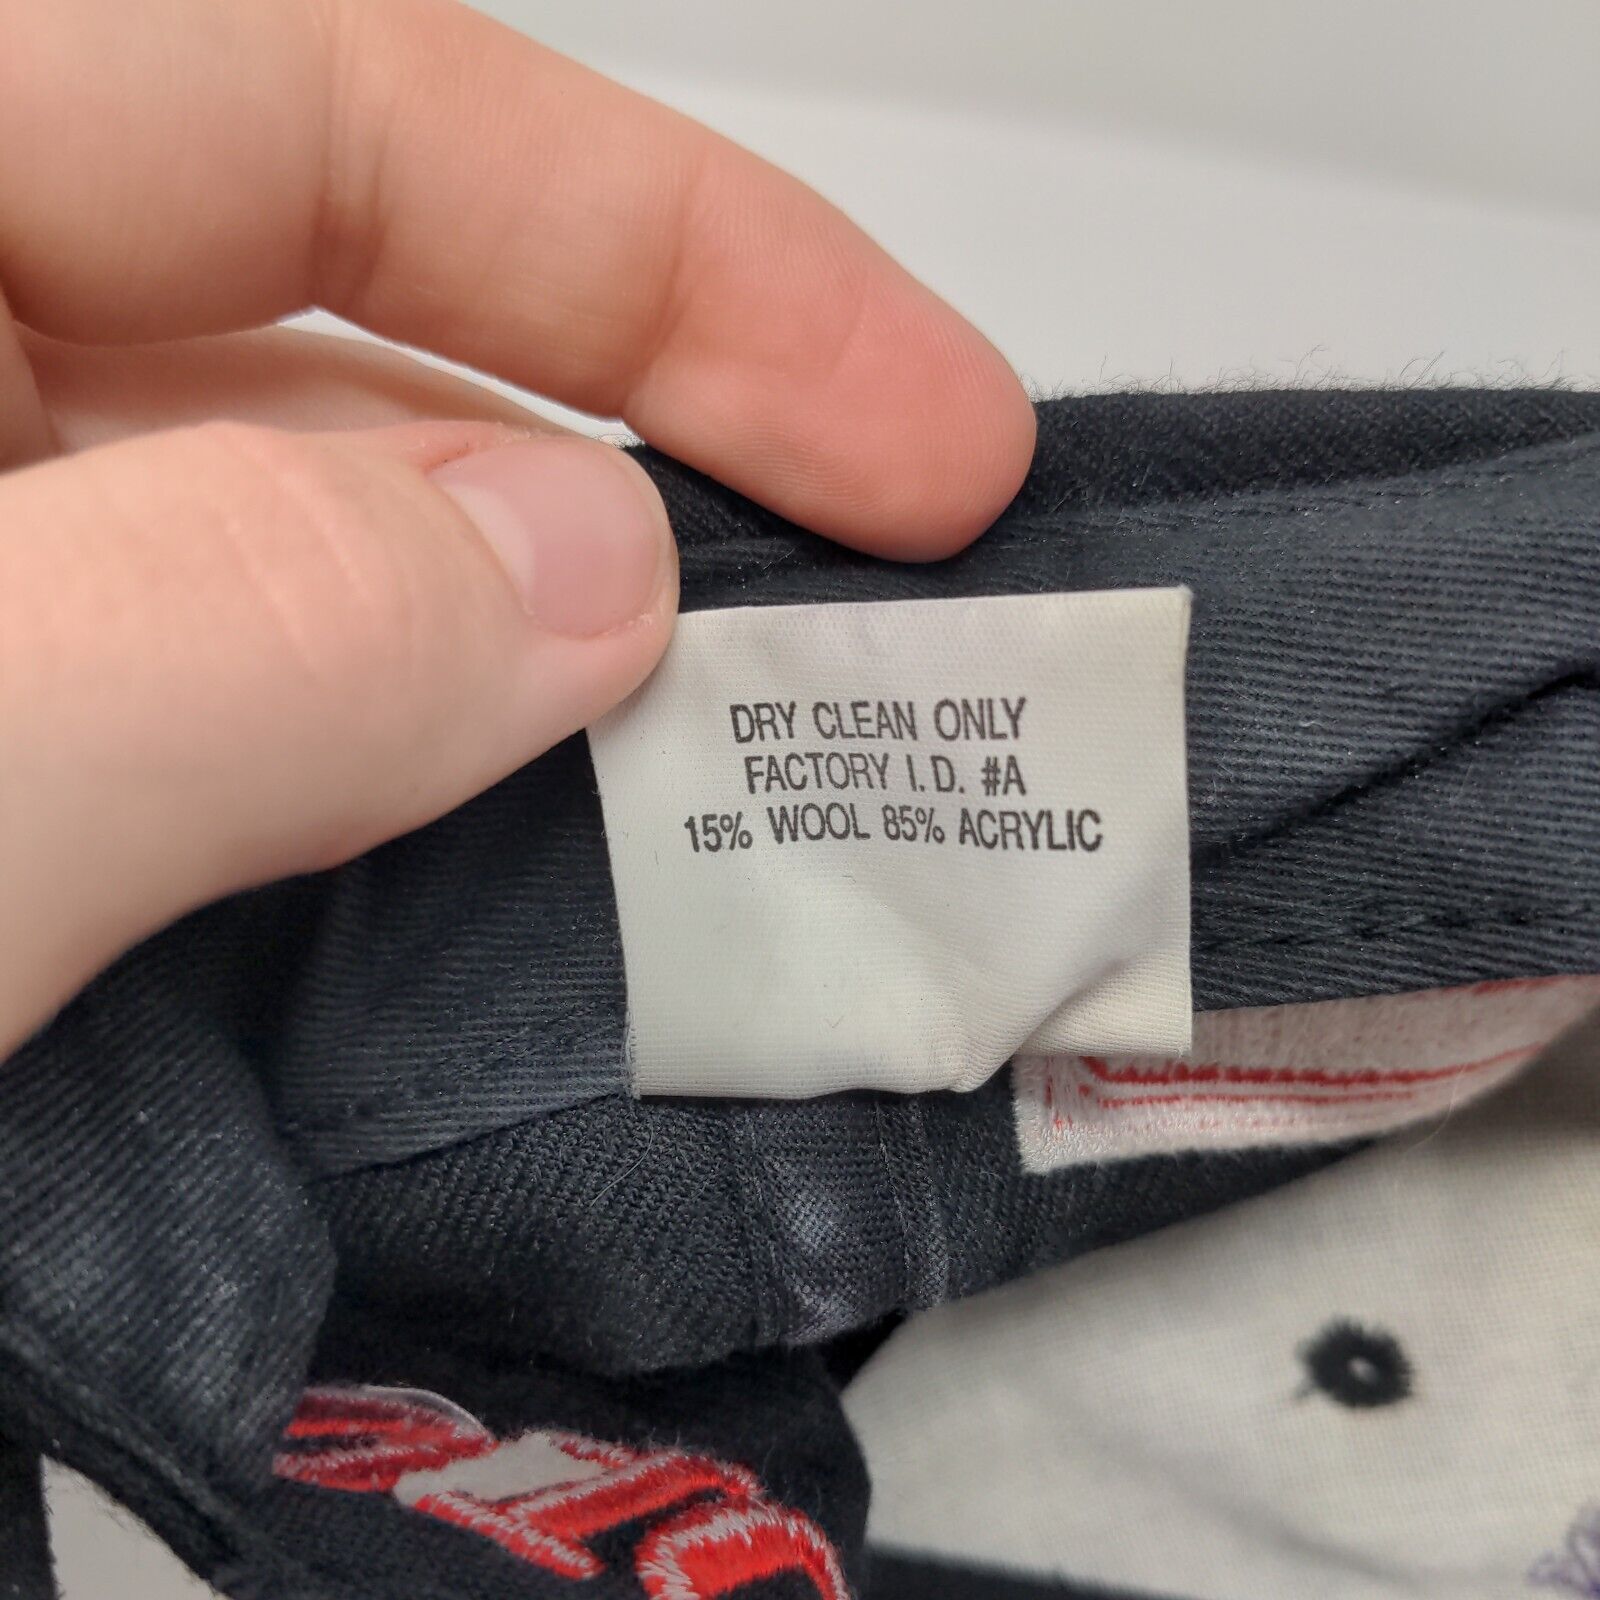 DRY CLEAN ONLY
FACTORY I.D. #A
15% WOOL 85% ACRYLIC